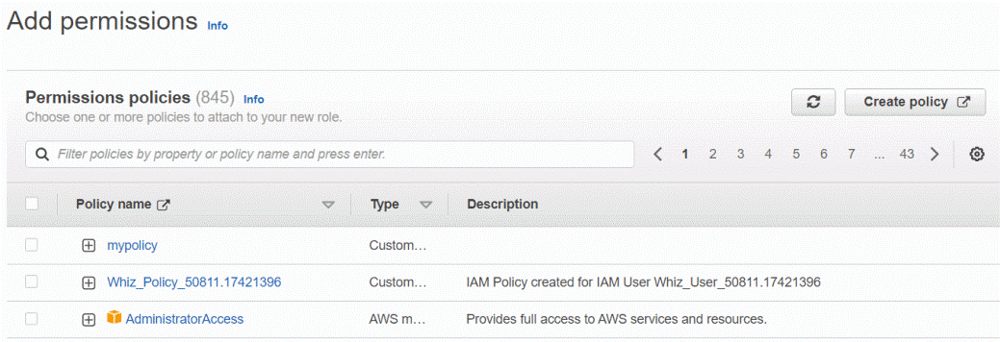 Add permissions Info
Permissions policies (845) Info
Create policy
Choose one or more policies to attach to your new role.
Filter policies by property or policy name and press enter.
1 2 3 4 5 6 7 ... 43
Policy name Type Description
mypolicy Custom...
Whiz_Policy_50811.17421396 Custom... IAM Policy created for IAM User Whiz_User_50811.17421396
AdministratorAccess AWS m... Provides full access to AWS services and resources.